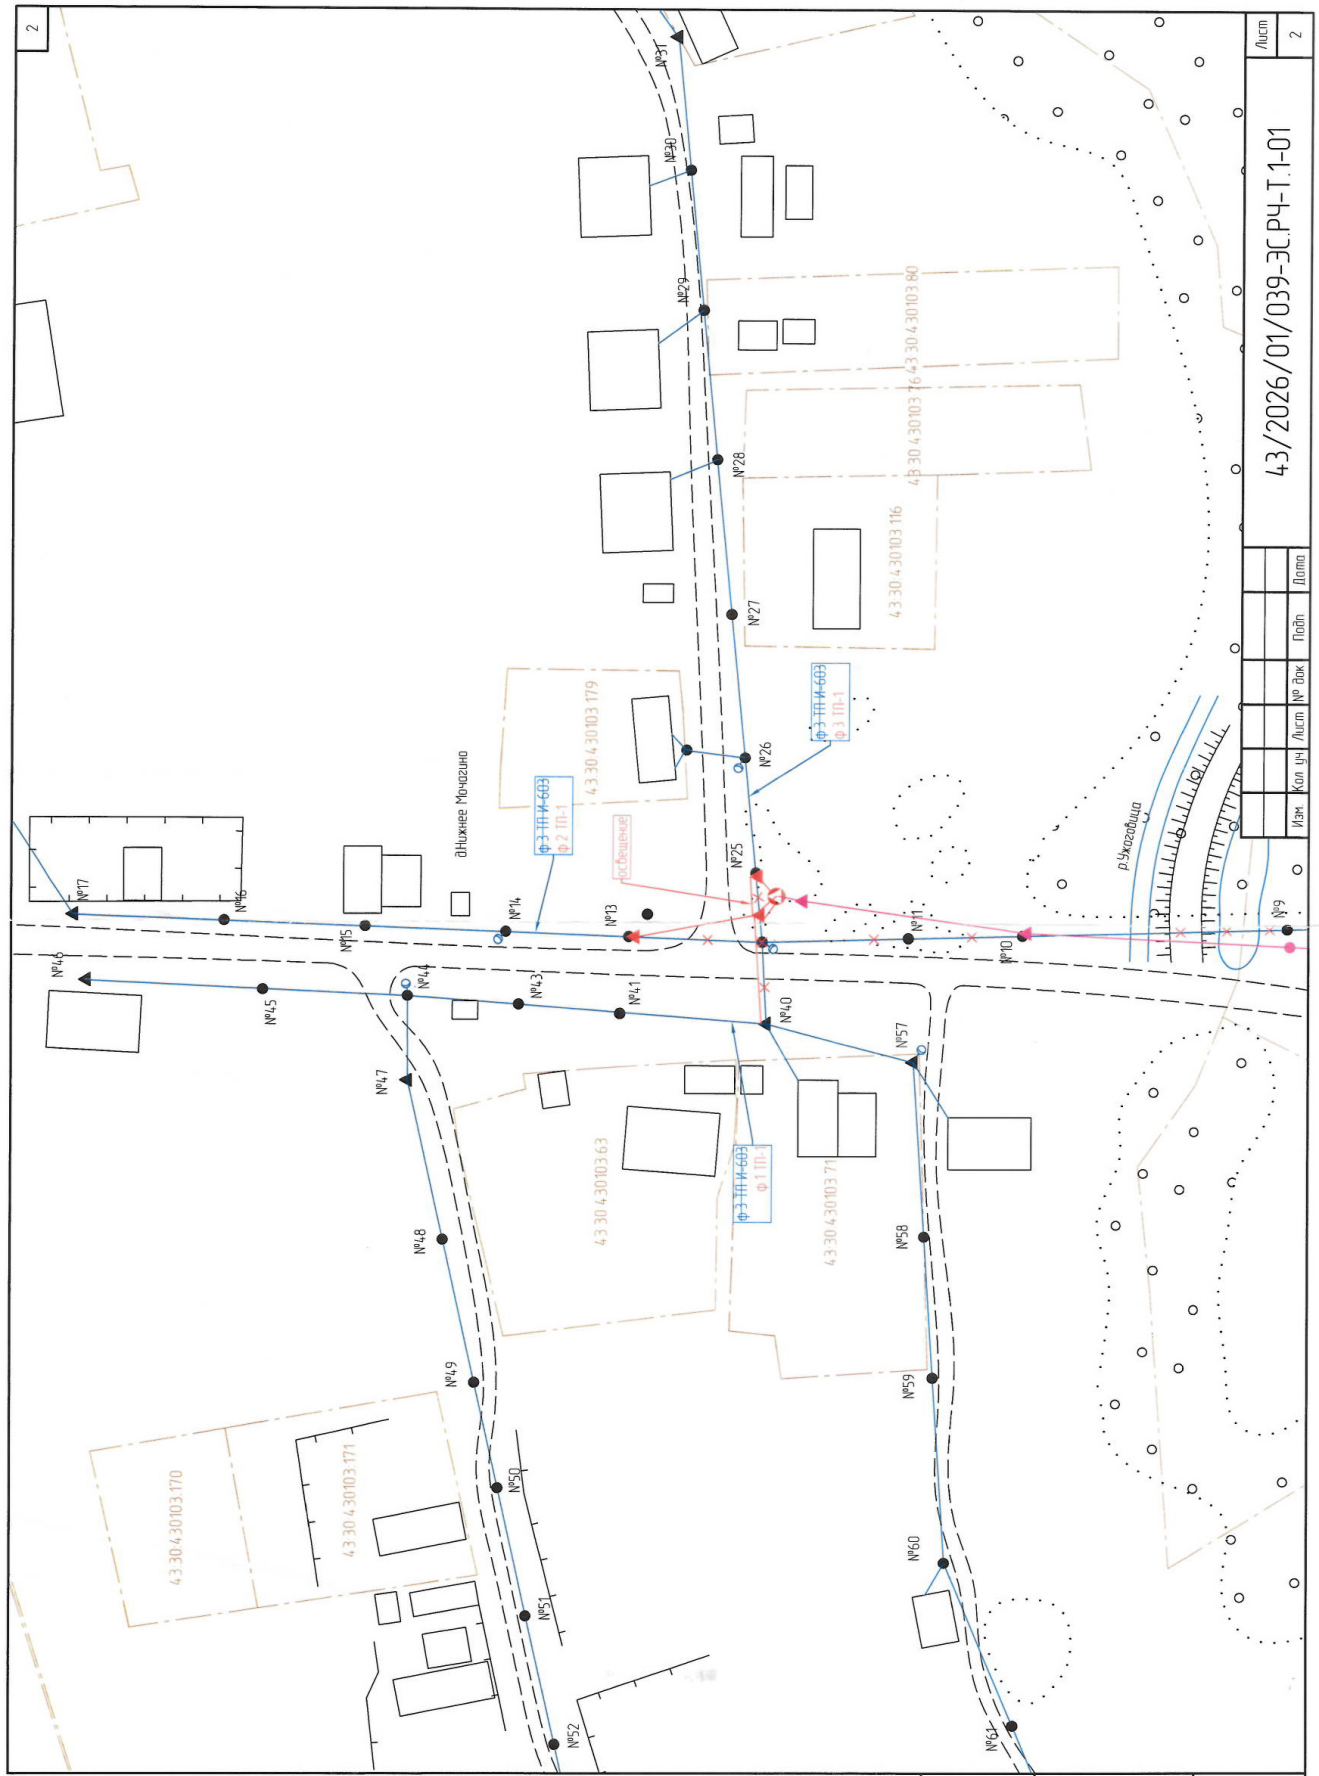 2
Лист
2
43/2026/01/039-ЭС.РЧ-Т.1-01
Изм.
Кол уч
Лист
№ док
Подп
Дата
№31
№30
№29
№28
№27
№26
№25
43 30 430103 80
43 30 430103 76
43 30 430103 116
43 30 430103 179
ф 3 ТП И-603
ф 3 ТП-1
д.Нижнее Мочагино
ф 3 ТП И-603
ф 2 ТП-1
освещение
р.Ужоговица
№17
№16
№15
№14
№13
№11
№10
№9
№46
№45
№44
№43
№41
№40
№57
№47
№48
№49
№50
№51
№52
№58
№59
№60
№61
43 30 430103 63
43:30:430103 71
ф 3 ТП И-603
ф 1 ТП-1
43 30:430103:170
43 30 430103 171